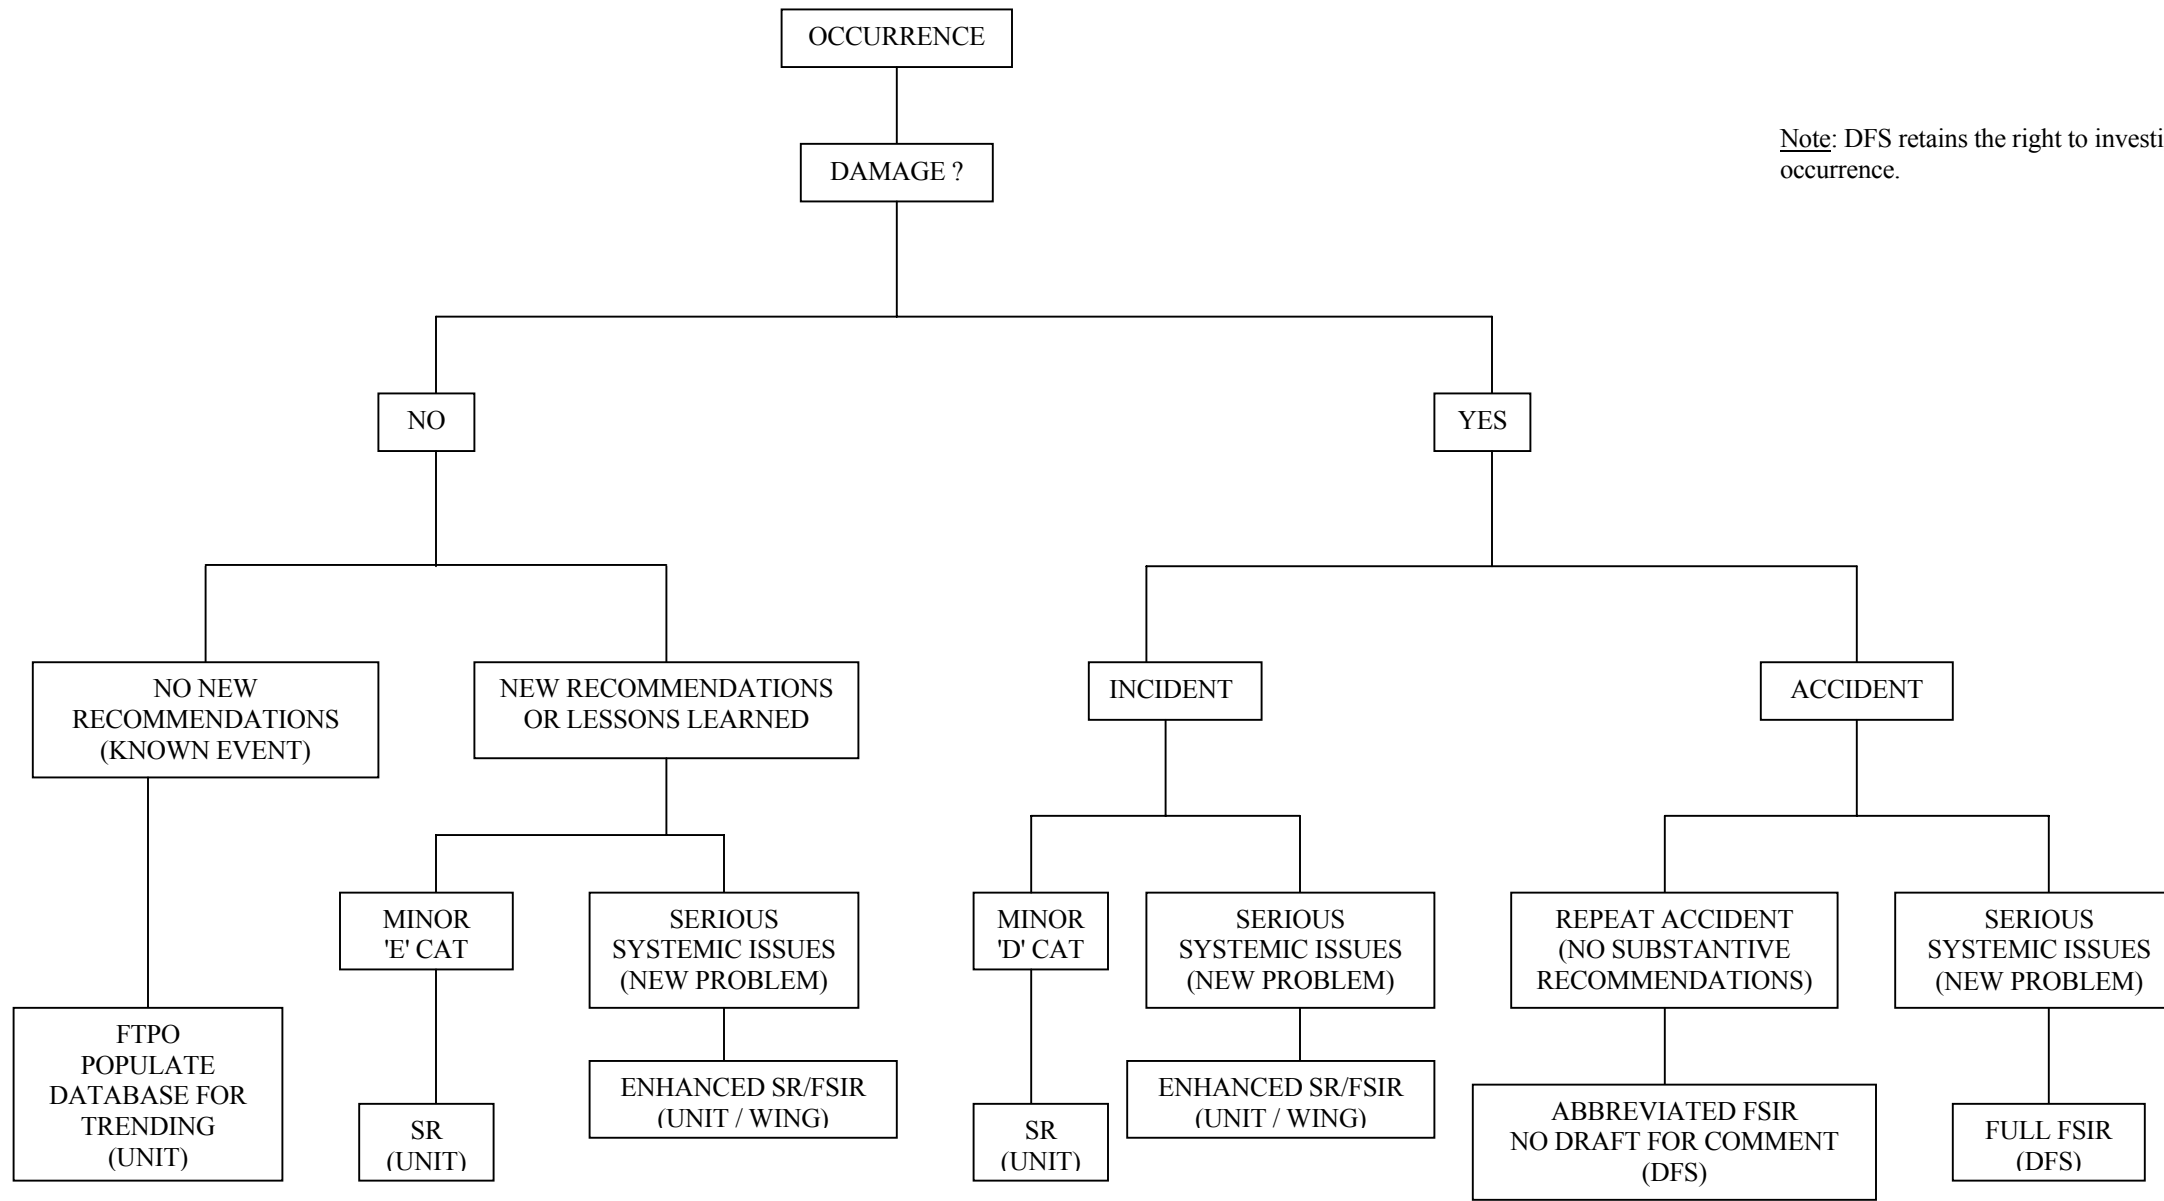 OCCURRENCE
Note: DFS retains the right to
occurrence.
DAMAGE ?
NO
YES
NO NEW
RECOMMENDATIONS
(KNOWN EVENT)
NEW RECOMMENDATIONS
OR LESSONS LEARNED
INCIDENT
ACCIDENT
MINOR
'E' CAT
SERIOUS
SYSTEMIC ISSUES
(NEW PROBLEM)
MINOR
'D' CAT
SERIOUS
SYSTEMIC ISSUES
(NEW PROBLEM)
REPEAT ACCIDENT
(NO SUBSTANTIVE
RECOMMENDATIONS)
SERIOUS
SYSTEMIC ISSUES
(NEW PROBLEM)
FTPO
POPULATE
DATABASE FOR
TRENDING
(UNIT)
SR
(UNIT)
ENHANCED SR/FSIR
(UNIT / WING)
SR
(UNIT)
ENHANCED SR/FSIR
(UNIT / WING)
ABBREVIATED FSIR
NO DRAFT FOR COMMENT
(DFS)
FULL FSIR
(DFS)